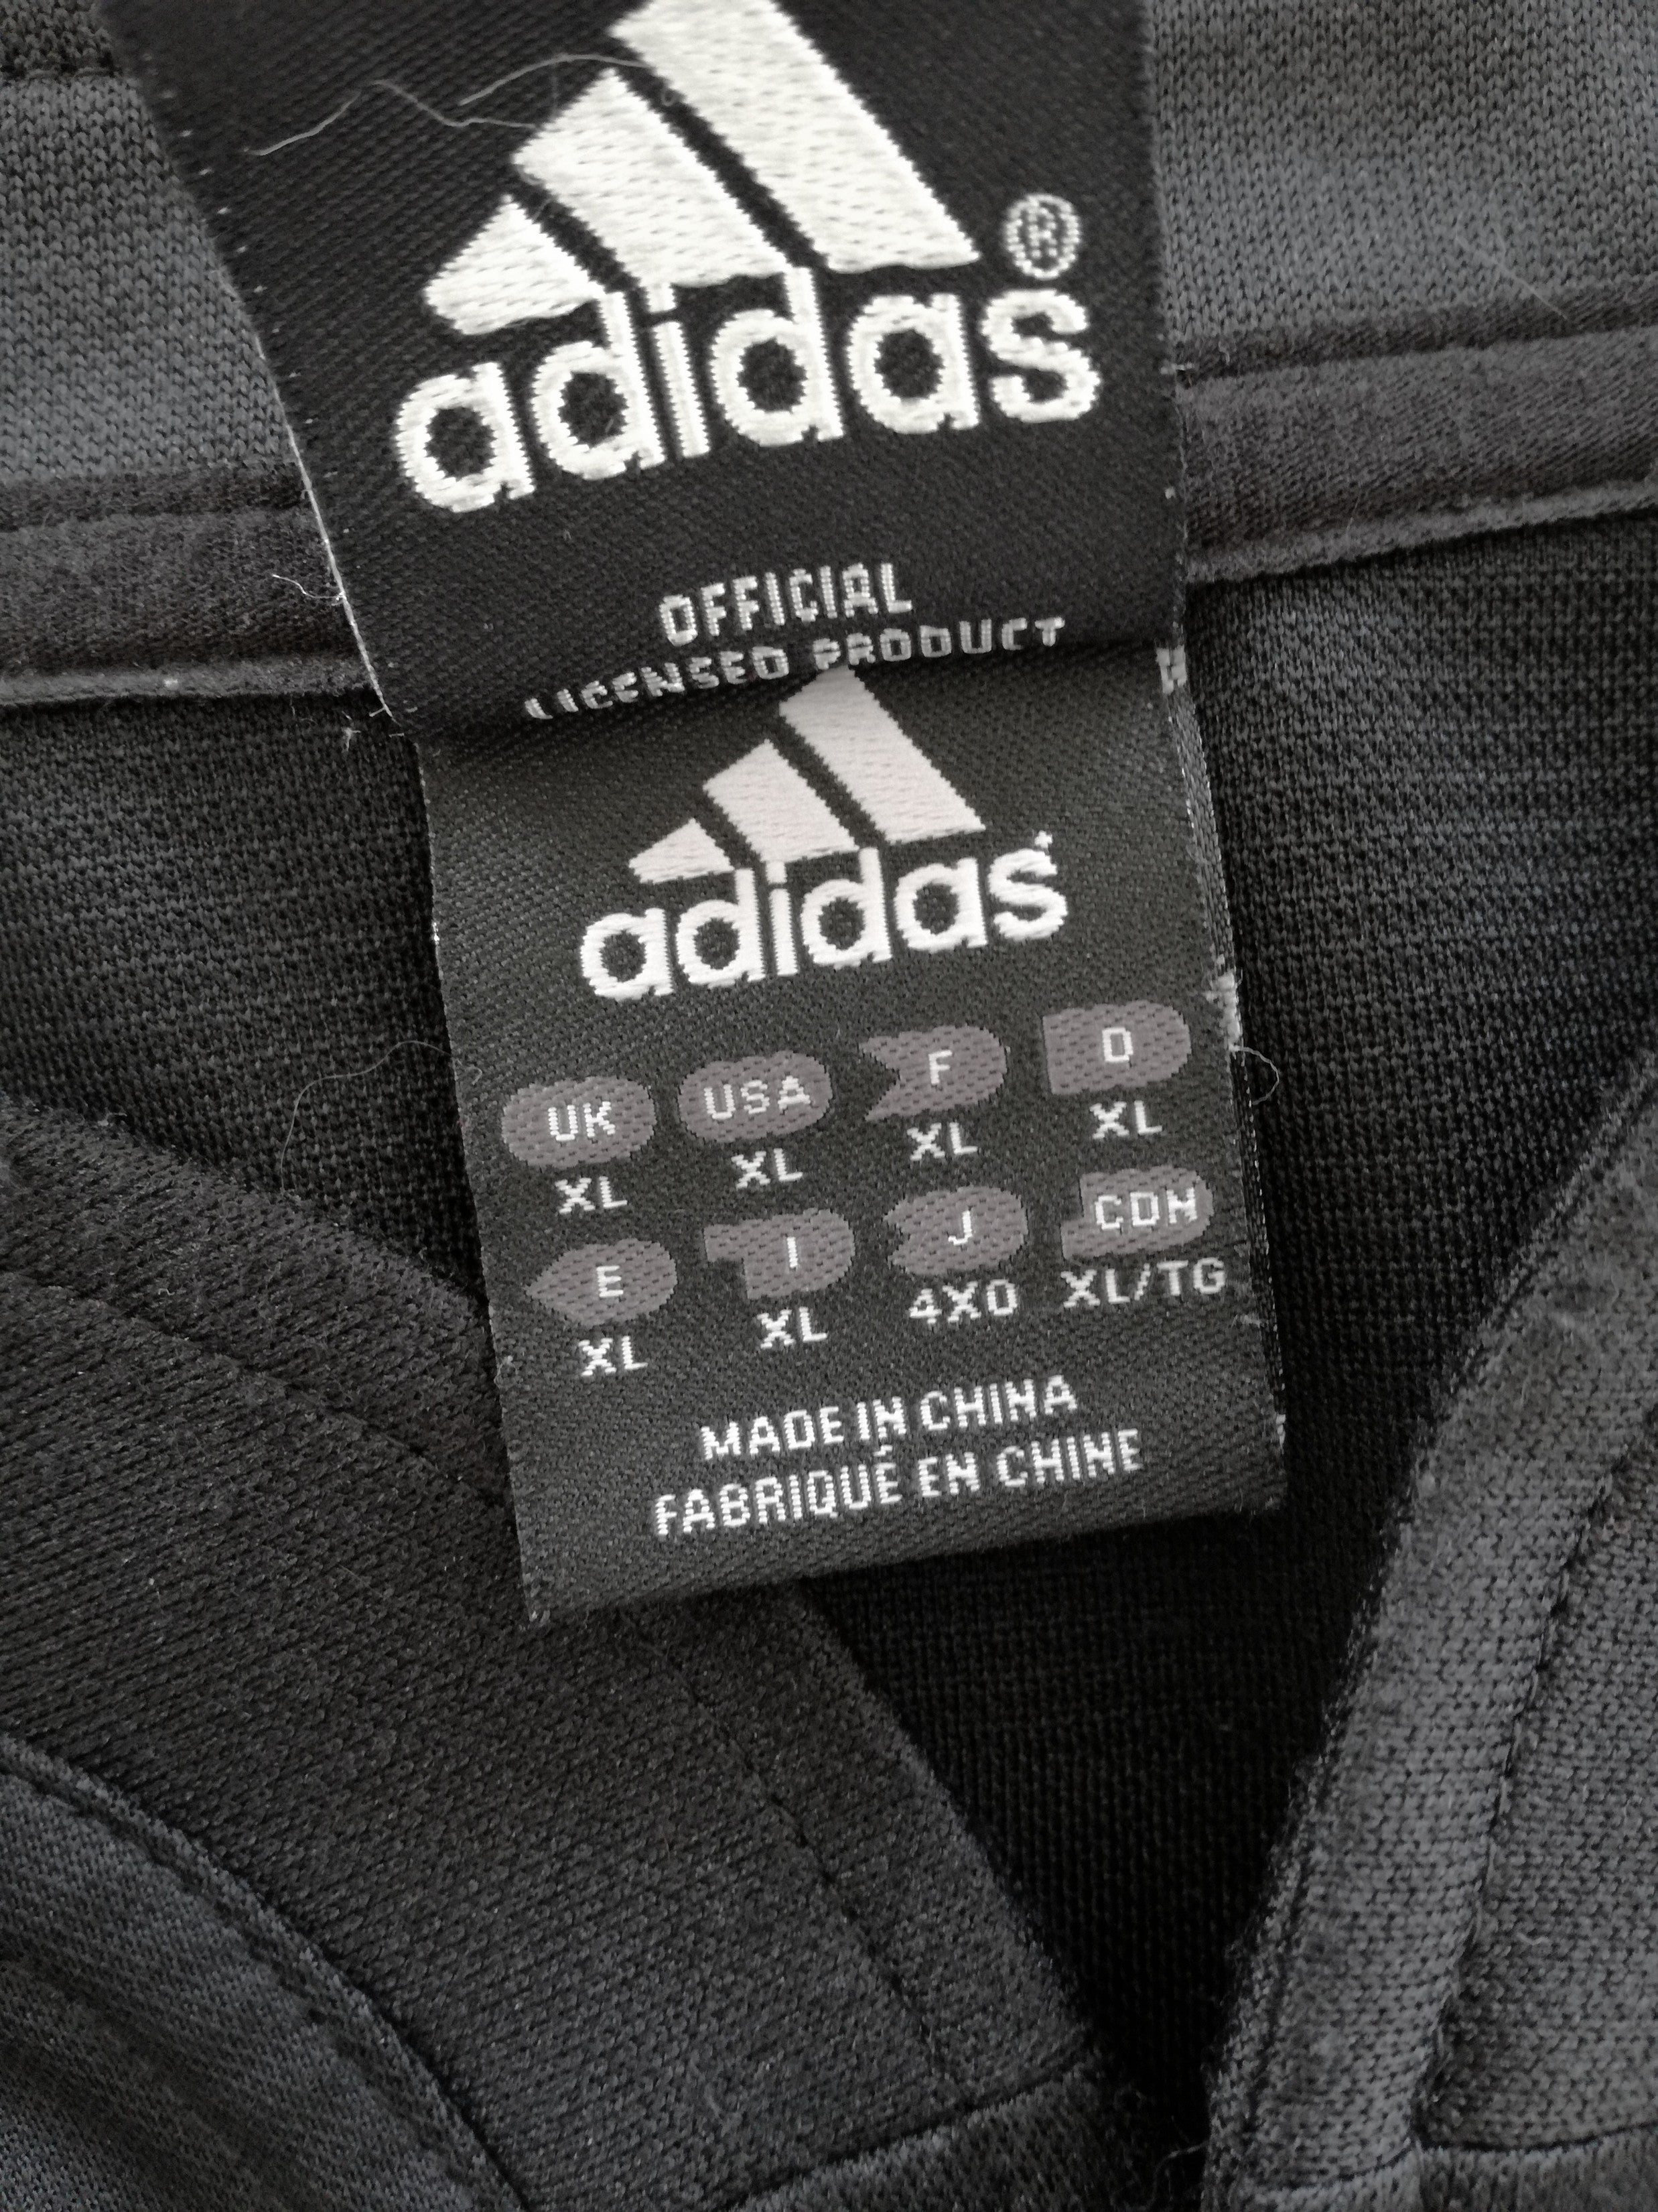 adidas®
OFFICIAL
LICENSED PRODUCT
adidas
UK USA F D
XL XL XL XL
E I J CDN
XL XL 4XO XL/TG
MADE IN CHINA
FABRIQUÉ EN CHINE